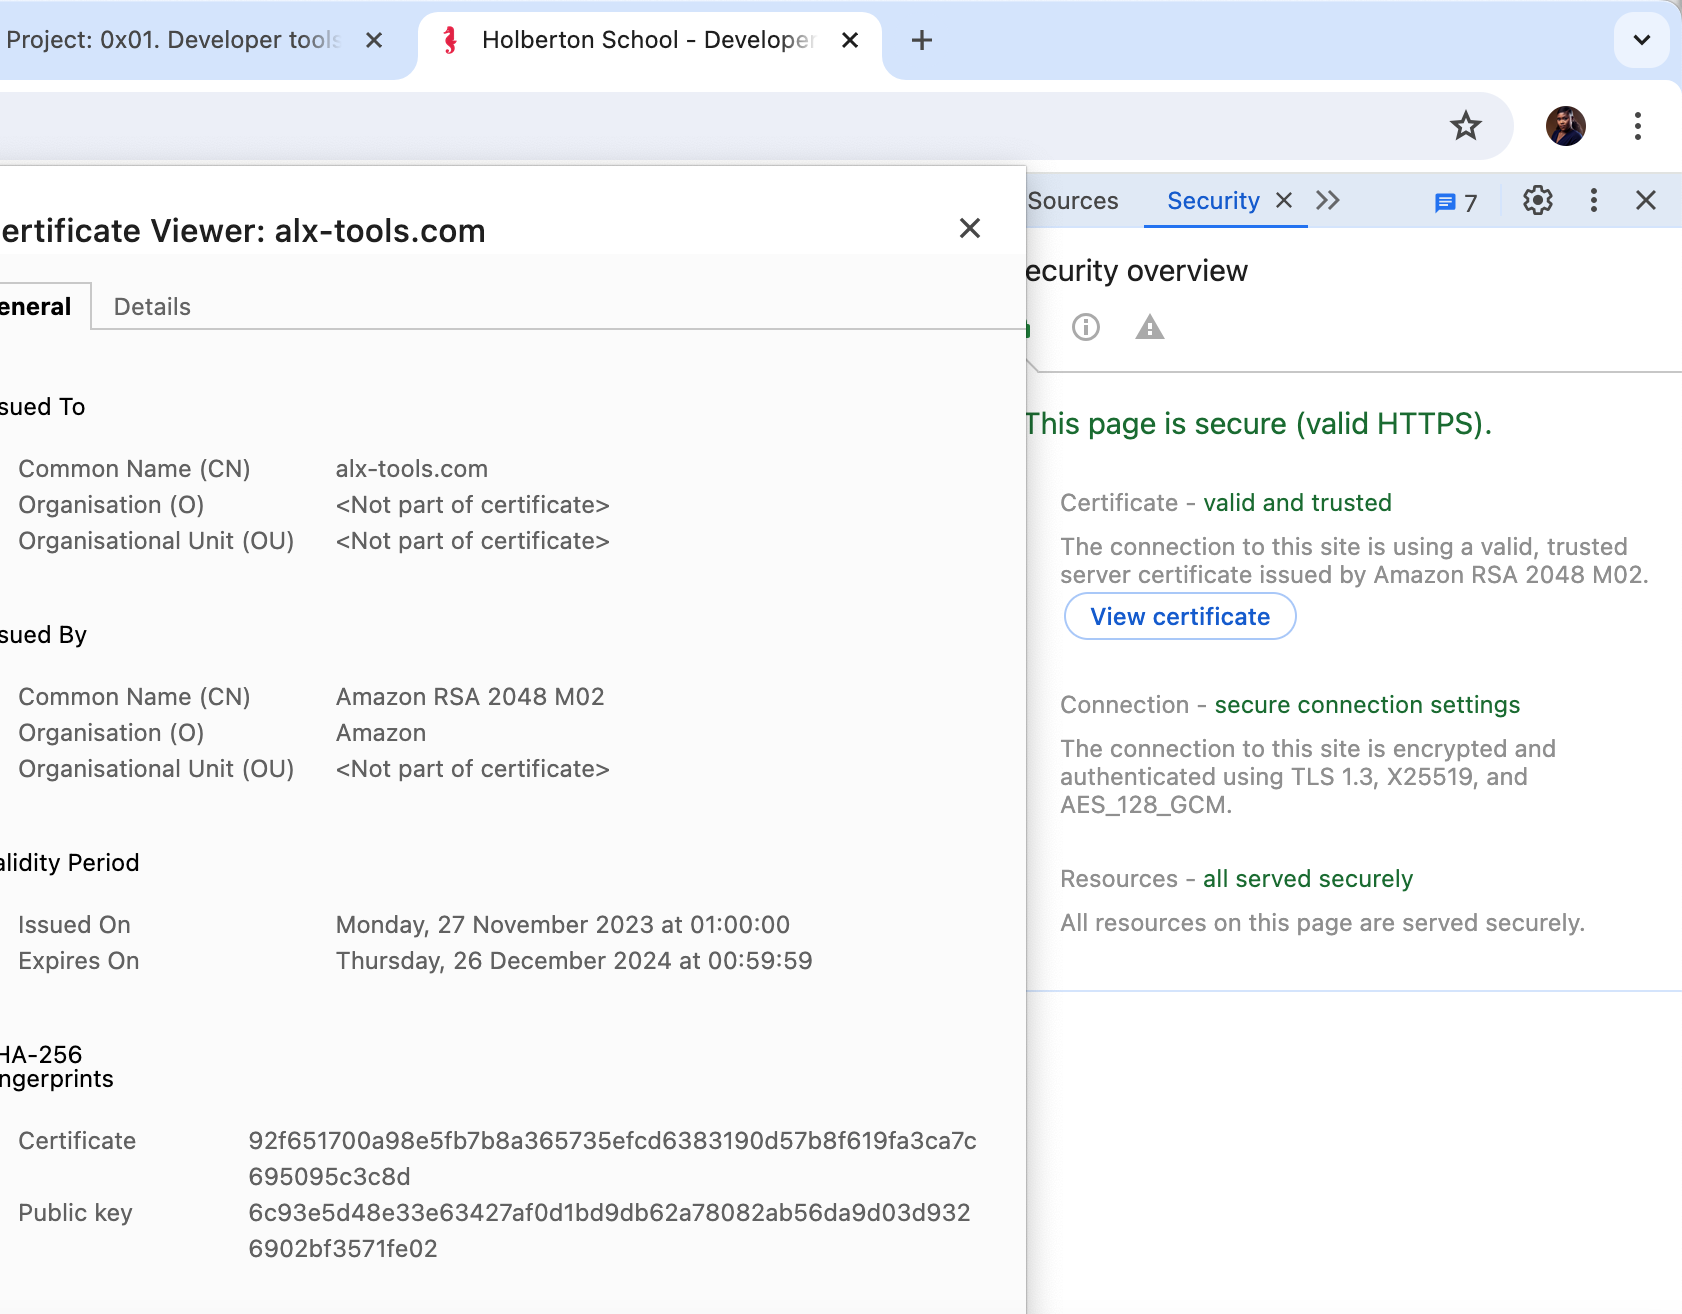 Project: 0x01. Developer tools
Holberton School - Developer
Sources
Security
7
ertificate Viewer: alx-tools.com
eneral
Details
sued To
Common Name (CN) alx-tools.com
Organisation (O) <Not part of certificate>
Organisational Unit (OU) <Not part of certificate>
sued By
Common Name (CN) Amazon RSA 2048 M02
Organisation (O) Amazon
Organisational Unit (OU) <Not part of certificate>
alidity Period
Issued On Monday, 27 November 2023 at 01:00:00
Expires On Thursday, 26 December 2024 at 00:59:59
HA-256
ngerprints
Certificate 92f651700a98e5fb7b8a365735efcd6383190d57b8f619fa3ca7c
695095c3c8d
Public key 6c93e5d48e33e63427af0d1bd9db62a78082ab56da9d03d932
6902bf3571fe02
ecurity overview
This page is secure (valid HTTPS).
Certificate - valid and trusted
The connection to this site is using a valid, trusted
server certificate issued by Amazon RSA 2048 M02.
View certificate
Connection - secure connection settings
The connection to this site is encrypted and
authenticated using TLS 1.3, X25519, and
AES_128_GCM.
Resources - all served securely
All resources on this page are served securely.